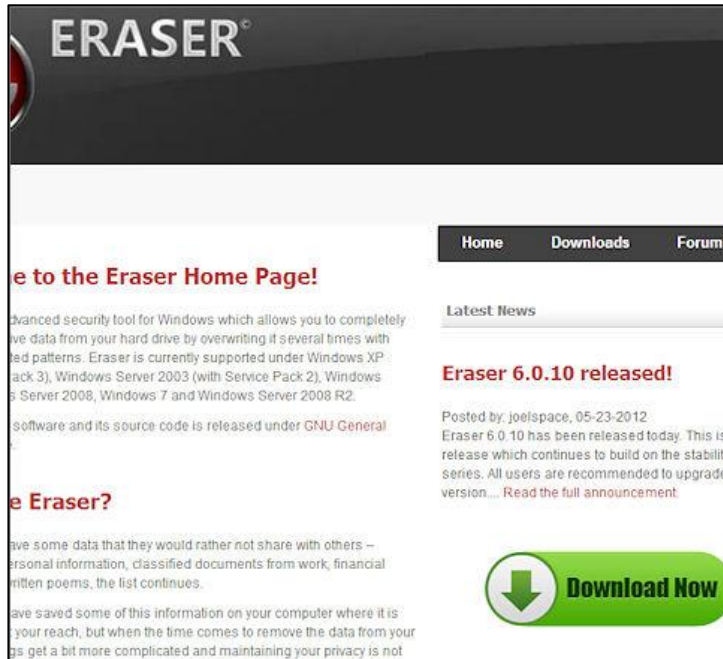 ERASER©
Home Downloads Forum
e to the Eraser Home Page!
dvanced security tool for Windows which allows you to completely
ive data from your hard drive by overwriting it several times with
ted patterns. Eraser is currently supported under Windows XP
ack 3), Windows Server 2003 (with Service Pack 2), Windows
s Server 2008, Windows 7 and Windows Server 2008 R2.
software and its source code is released under GNU General
e Eraser?
ave some data that they would rather not share with others –
ersonal information, classified documents from work, financial
written poems, the list continues.
ave saved some of this information on your computer where it is
your reach, but when the time comes to remove the data from your
gs get a bit more complicated and maintaining your privacy is not
Latest News
Eraser 6.0.10 released!
Posted by: joelspace, 05-23-2012
Eraser 6.0.10 has been released today. This is
release which continues to build on the stabilit
series. All users are recommended to upgrade
version.... Read the full announcement.
Download Now